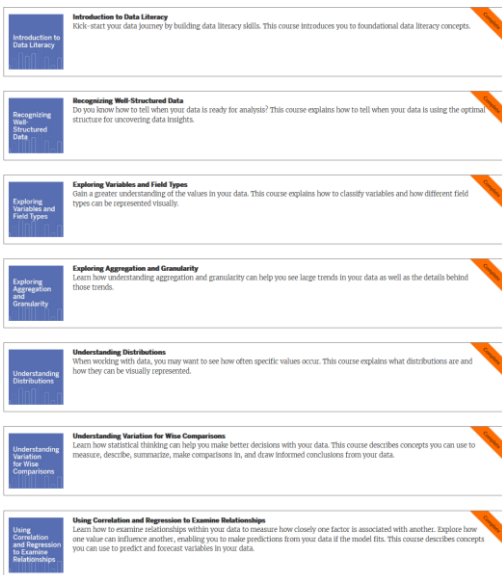 Introduction to
Data Literacy
Introduction to Data Literacy
Kick-start your data journey by building data literacy skills. This course introduces you to foundational data literacy concepts.
Complete
Recognizing
Well-
Structured
Data
Recognizing Well-Structured Data
Do you know how to tell when your data is ready for analysis? This course explains how to tell when your data is using the optimal
structure for uncovering data insights.
Complete
Exploring
Variables and
Field Types
Exploring Variables and Field Types
Gain a greater understanding of the values in your data. This course explains how to classify variables and how different field
types can be represented visually.
Complete
Exploring
Aggregation
and
Granularity
Exploring Aggregation and Granularity
Learn how understanding aggregation and granularity can help you see large trends in your data as well as the details behind
those trends.
Complete
Understanding
Distributions
Understanding Distributions
When working with data, you may want to see how often specific values occur. This course explains what distributions are and
how they can be visually represented.
Complete
Understanding
Variation
for Wise
Comparisons
Understanding Variation for Wise Comparisons
Learn how statistical thinking can help you make better decisions with your data. This course describes concepts you can use to
measure, describe, summarize, make comparisons in, and draw informed conclusions from your data.
Complete
Using
Correlation
and Regression
to Examine
Relationships
Using Correlation and Regression to Examine Relationships
Learn how to examine relationships within your data to measure how closely one factor is associated with another. Explore how
one value can influence another, enabling you to make predictions from your data if the model fits. This course describes concepts
you can use to predict and forecast variables in your data.
Complete